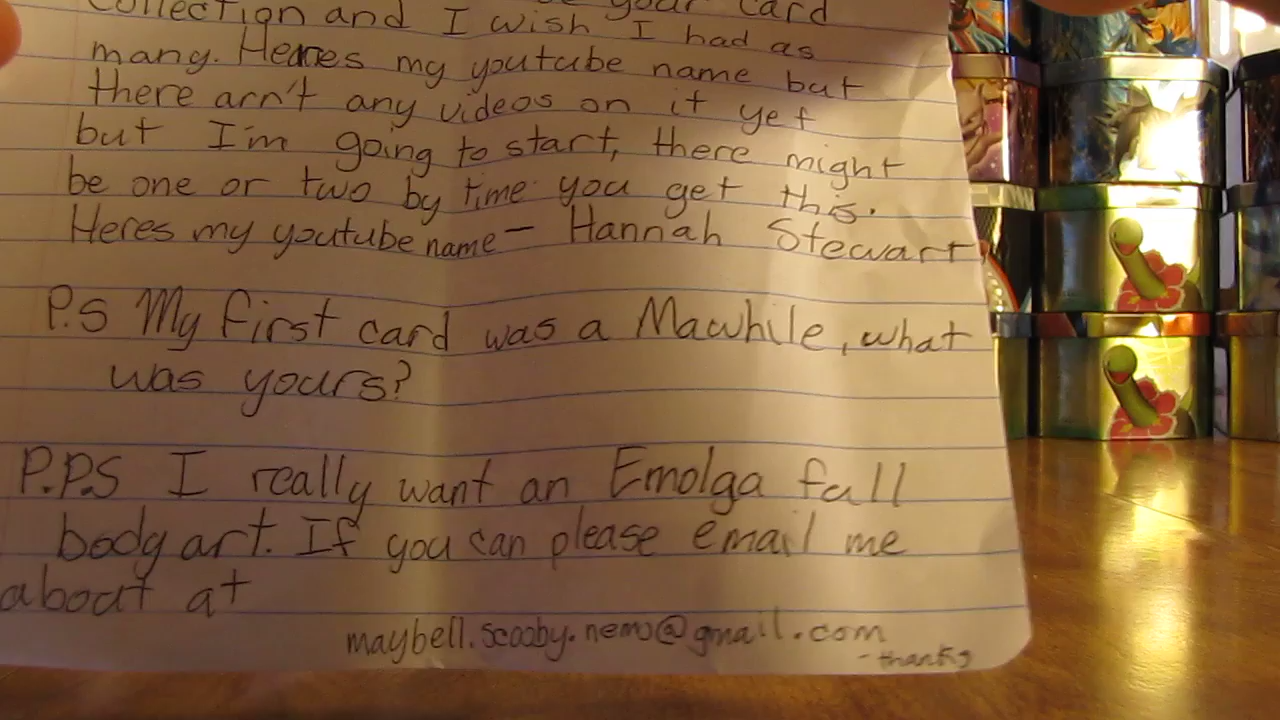 collection and I wish I had as
many. Heres my youtube name but
there arn't any videos on it yet
but I'm going to start, there might
be one or two by time you get this.
Heres my youtube name - Hannah Stewart
P.S My first card was a Mawhile, what
was yours?
P.P.S I really want an Emolga full
body art. If you can please email me
about at
maybell.scooby.nemo@gmail.com
- thanks